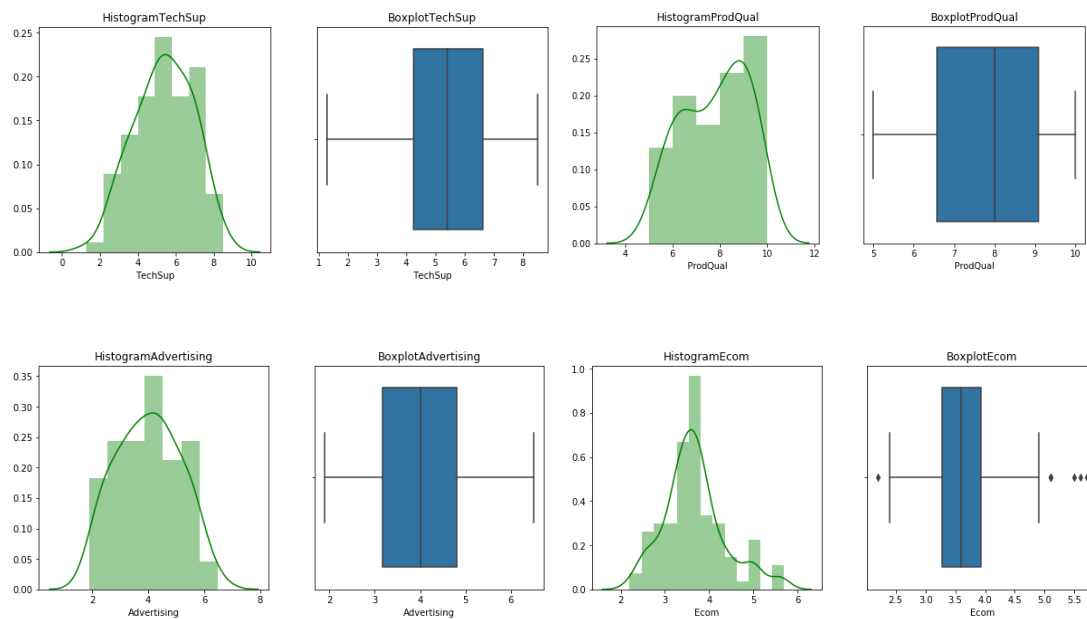 HistogramTechSup
0.25
0.20
0.15
0.10
0.05
0.00
0 2 4 6 8 10
TechSup
BoxplotTechSup
1 2 3 4 5 6 7 8
TechSup
HistogramProdQual
0.25
0.20
0.15
0.10
0.05
0.00
4 6 8 10 12
ProdQual
BoxplotProdQual
5 6 7 8 9 10
ProdQual
HistogramAdvertising
0.35
0.30
0.25
0.20
0.15
0.10
0.05
0.00
2 4 6 8
Advertising
BoxplotAdvertising
2 3 4 5 6
Advertising
HistogramEcom
1.0
0.8
0.6
0.4
0.2
0.0
2 3 4 5 6
Ecom
BoxplotEcom
2.5 3.0 3.5 4.0 4.5 5.0 5.5
Ecom